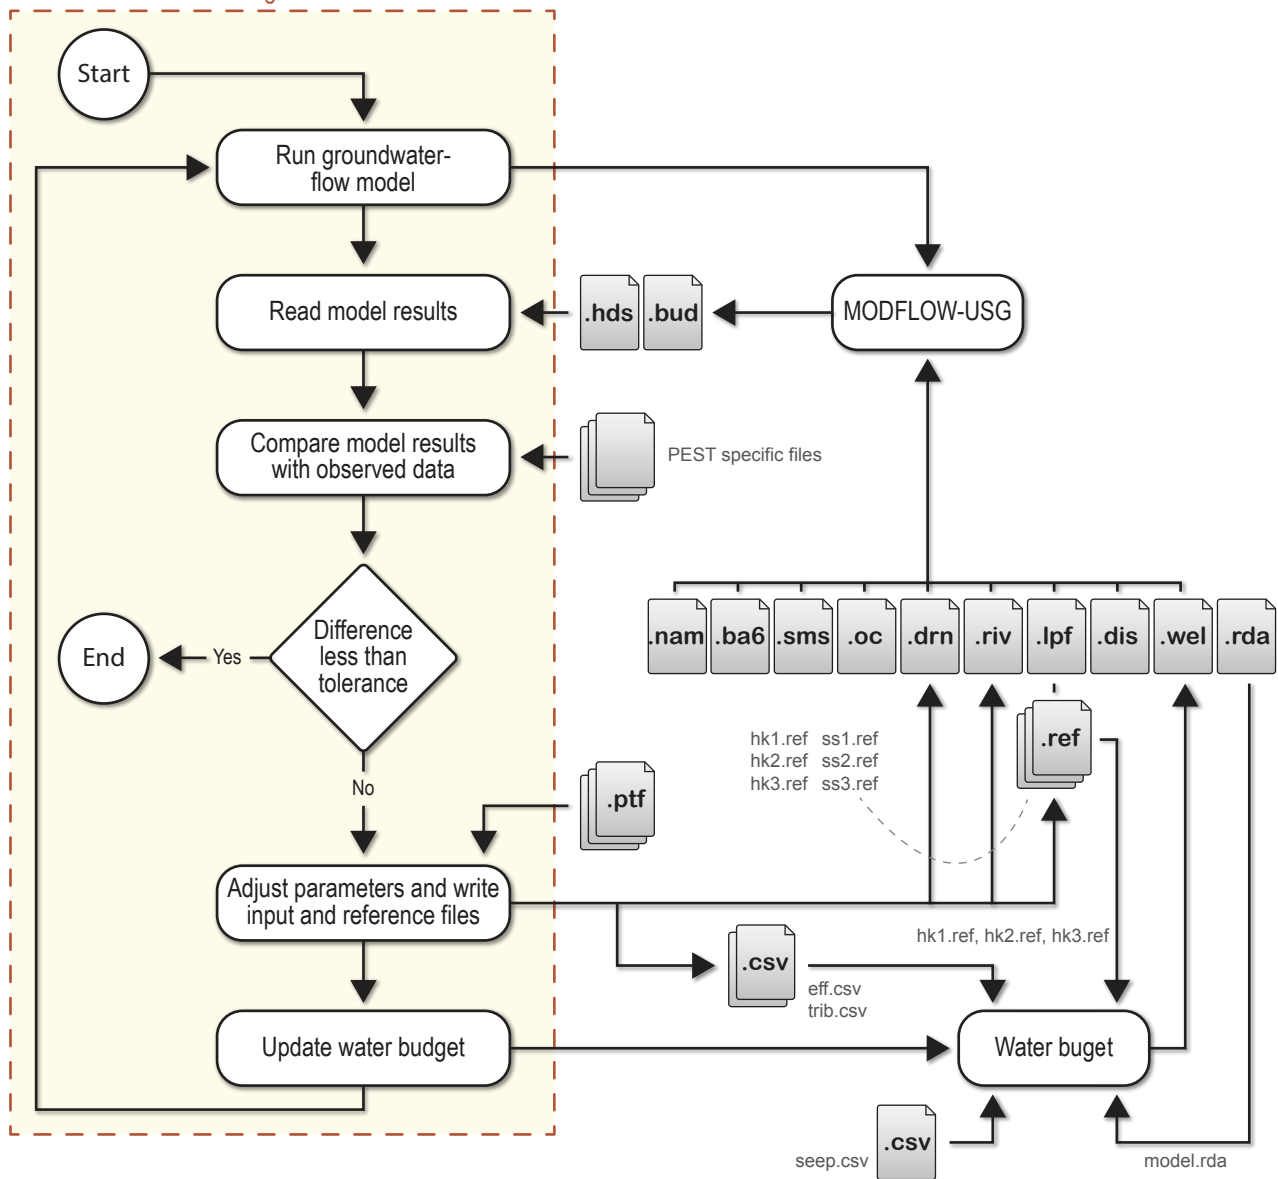 Start
Run groundwater-
flow model
Read model results
.hds
.bud
MODFLOW-USG
Compare model results
with observed data
PEST specific files
Difference
less than
tolerance
Yes
End
No
.nam
.ba6
.sms
.oc
.drn
.riv
.lpf
.dis
.wel
.rda
hk1.ref ss1.ref
hk2.ref ss2.ref
hk3.ref ss3.ref
.ref
.ptf
Adjust parameters and write
input and reference files
hk1.ref, hk2.ref, hk3.ref
.csv
eff.csv
trib.csv
Update water budget
Water buget
.csv
seep.csv
model.rda